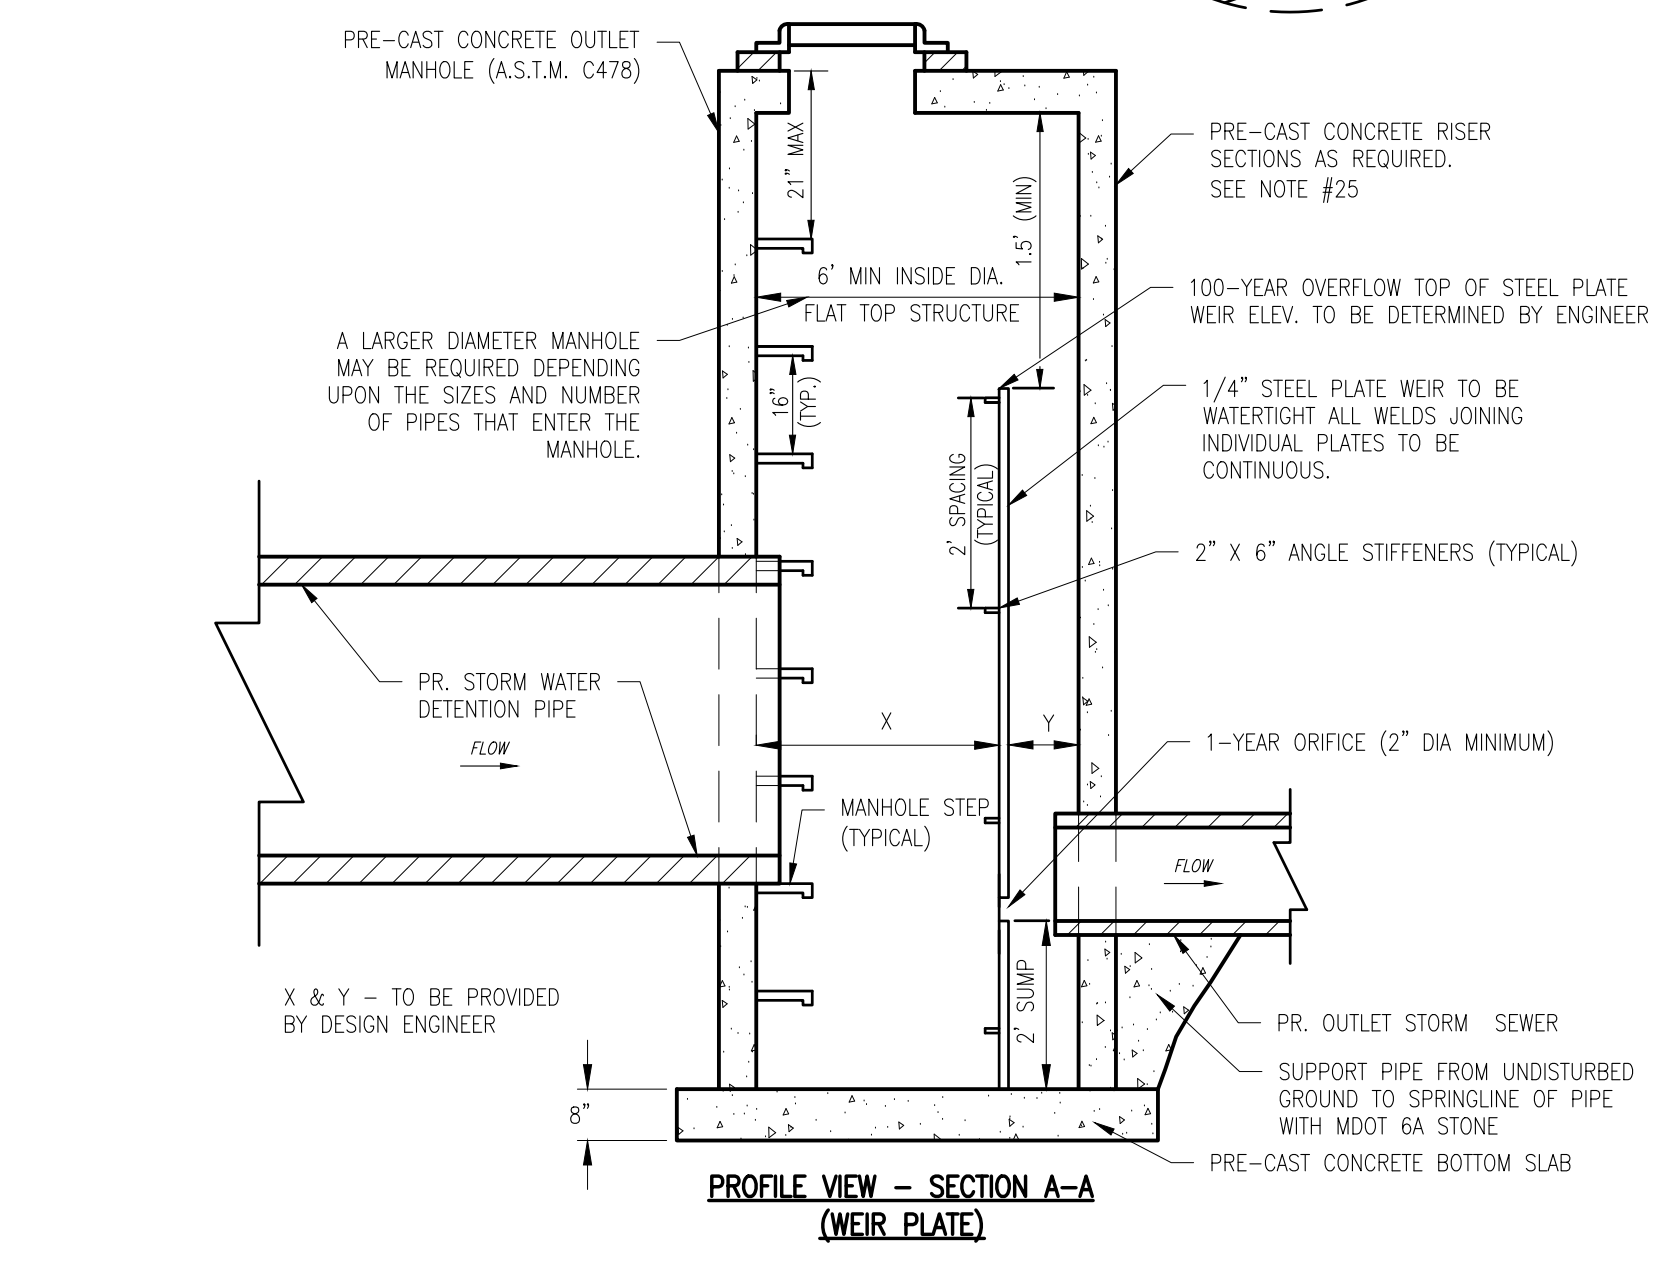 PRE-CAST CONCRETE OUTLET
MANHOLE (A.S.T.M. C478)
21" MAX
1.5' (MIN)
PRE-CAST CONCRETE RISER
SECTIONS AS REQUIRED.
SEE NOTE #25
6' MIN INSIDE DIA.
FLAT TOP STRUCTURE
100-YEAR OVERFLOW TOP OF STEEL PLATE
WEIR ELEV. TO BE DETERMINED BY ENGINEER
A LARGER DIAMETER MANHOLE
MAY BE REQUIRED DEPENDING
UPON THE SIZES AND NUMBER
OF PIPES THAT ENTER THE
MANHOLE.
16"
(TYP.)
1/4" STEEL PLATE WEIR TO BE
WATERTIGHT ALL WELDS JOINING
INDIVIDUAL PLATES TO BE
CONTINUOUS.
2' SPACING
(TYPICAL)
2" X 6" ANGLE STIFFENERS (TYPICAL)
PR. STORM WATER
DETENTION PIPE
FLOW
X
Y
1-YEAR ORIFICE (2" DIA MINIMUM)
MANHOLE STEP
(TYPICAL)
FLOW
2' SUMP
X & Y - TO BE PROVIDED
BY DESIGN ENGINEER
PR. OUTLET STORM SEWER
SUPPORT PIPE FROM UNDISTURBED
GROUND TO SPRINGLINE OF PIPE
WITH MDOT 6A STONE
8"
PRE-CAST CONCRETE BOTTOM SLAB
PROFILE VIEW - SECTION A-A
(WEIR PLATE)